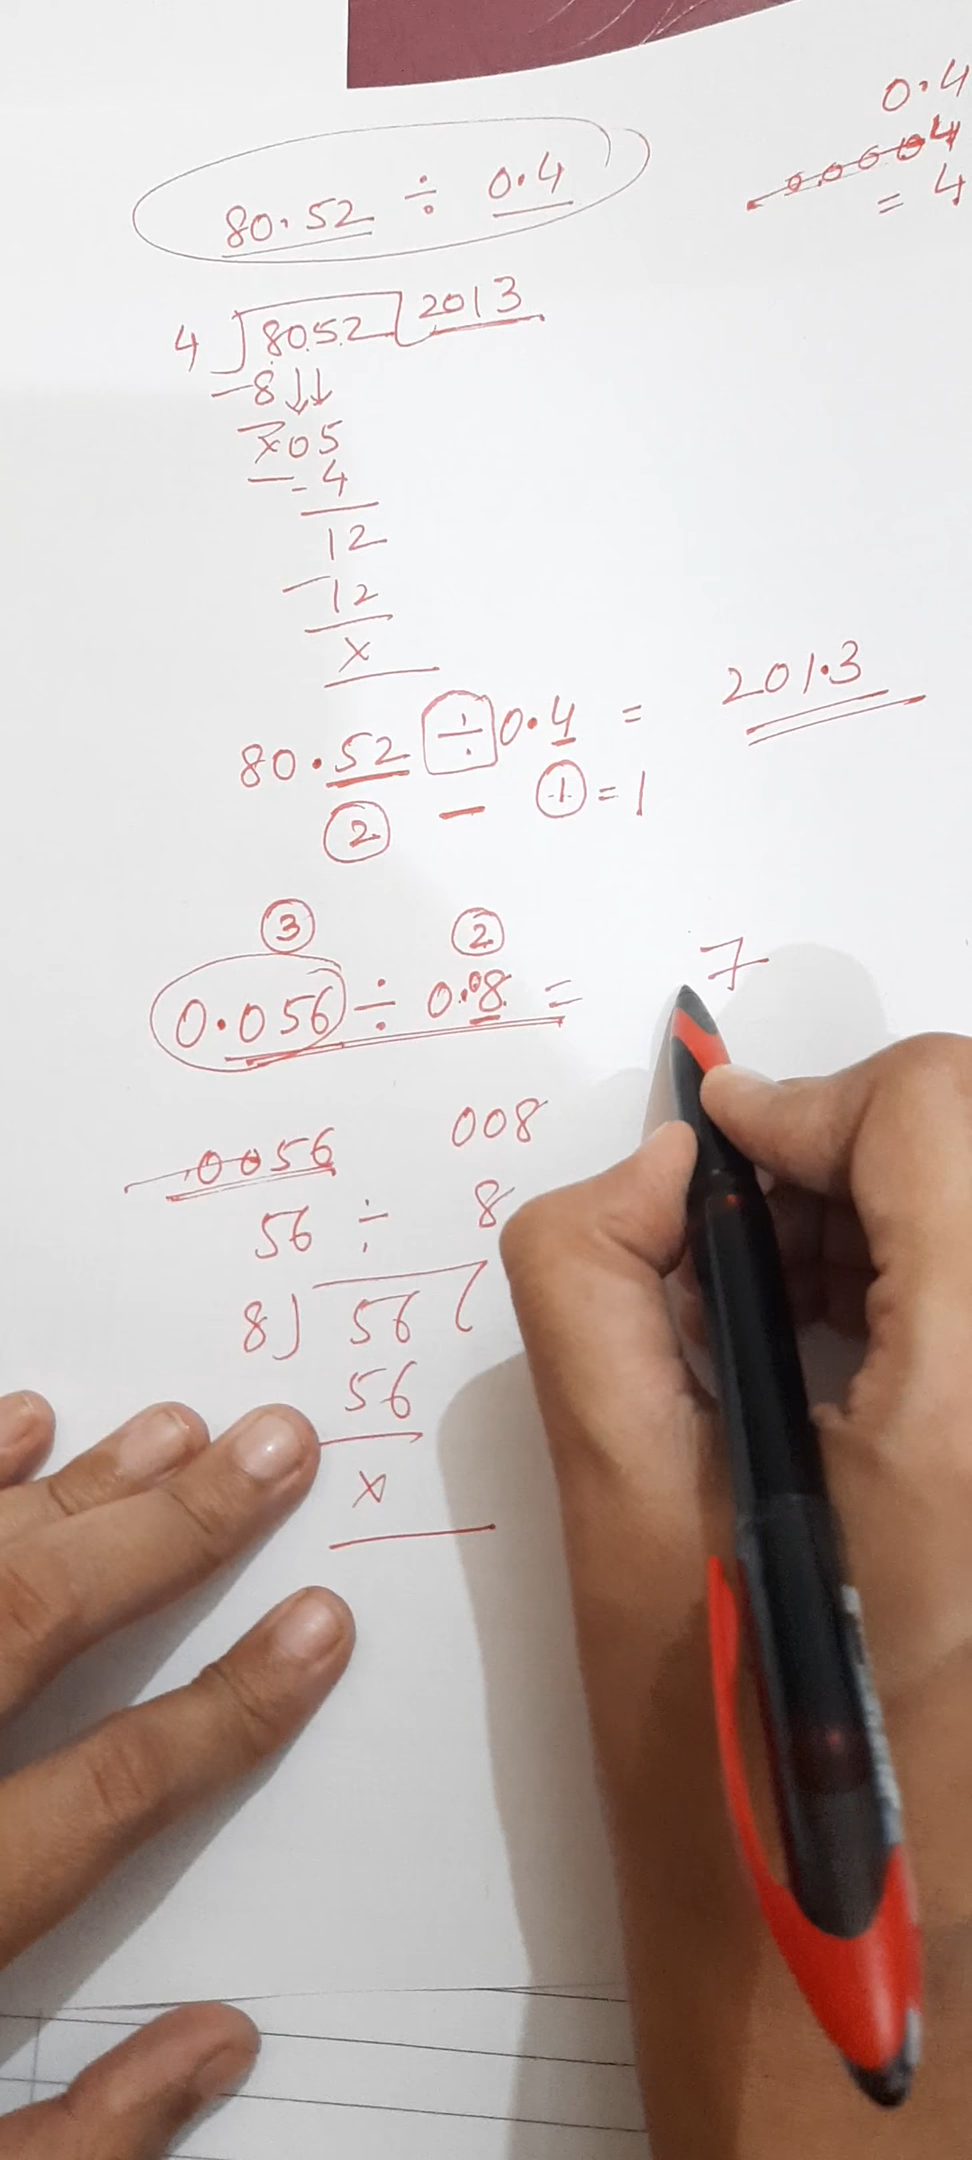 0.4
80.52 ÷ 0.4
0.0004
= 4
4 8052 2013
-8
x05
-4
12
-12
x
80.52 ÷ 0.4 = 201.3
2 - 1 = 1
3 2
0.056 ÷ 0.08 = 7
0056 008
56 ÷ 8
8) 56 (
56
x